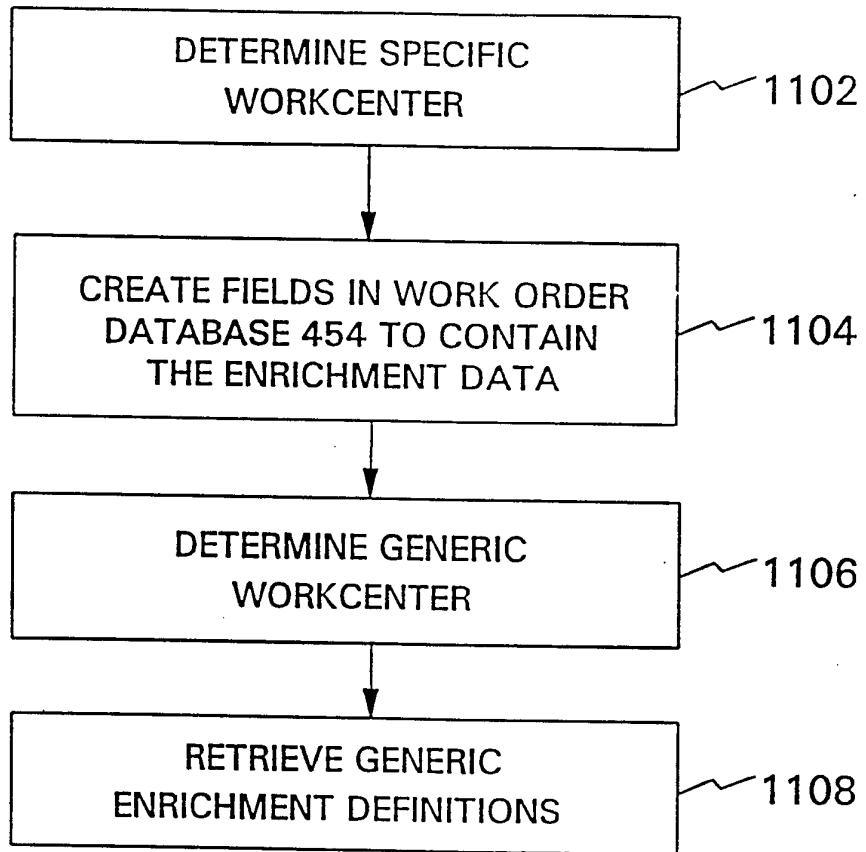 DETERMINE SPECIFIC
WORKCENTER
1102
CREATE FIELDS IN WORK ORDER
DATABASE 454 TO CONTAIN
THE ENRICHMENT DATA
1104
DETERMINE GENERIC
WORKCENTER
1106
RETRIEVE GENERIC
ENRICHMENT DEFINITIONS
1108